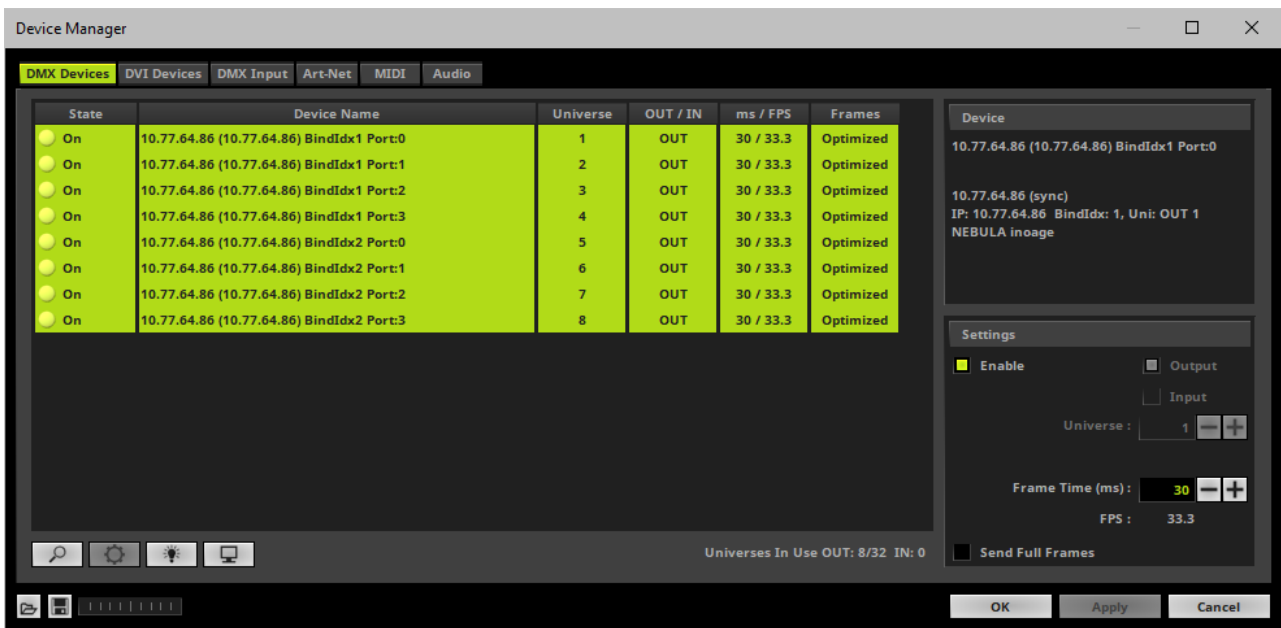 Device Manager
DMX Devices DVI Devices DMX Input Art-Net MIDI Audio
State Device Name Universe OUT / IN ms / FPS Frames
On 10.77.64.86 (10.77.64.86) BindIdx1 Port:0 1 OUT 30 / 33.3 Optimized
On 10.77.64.86 (10.77.64.86) BindIdx1 Port:1 2 OUT 30 / 33.3 Optimized
On 10.77.64.86 (10.77.64.86) BindIdx1 Port:2 3 OUT 30 / 33.3 Optimized
On 10.77.64.86 (10.77.64.86) BindIdx1 Port:3 4 OUT 30 / 33.3 Optimized
On 10.77.64.86 (10.77.64.86) BindIdx2 Port:0 5 OUT 30 / 33.3 Optimized
On 10.77.64.86 (10.77.64.86) BindIdx2 Port:1 6 OUT 30 / 33.3 Optimized
On 10.77.64.86 (10.77.64.86) BindIdx2 Port:2 7 OUT 30 / 33.3 Optimized
On 10.77.64.86 (10.77.64.86) BindIdx2 Port:3 8 OUT 30 / 33.3 Optimized
Universes In Use OUT: 8/32 IN: 0
Device
10.77.64.86 (10.77.64.86) BindIdx1 Port:0
10.77.64.86 (sync)
IP: 10.77.64.86 BindIdx: 1, Uni: OUT 1
NEBULA inoage
Settings
Enable Output
Input
Universe : 1
Frame Time (ms) : 30
FPS : 33.3
Send Full Frames
OK Apply Cancel